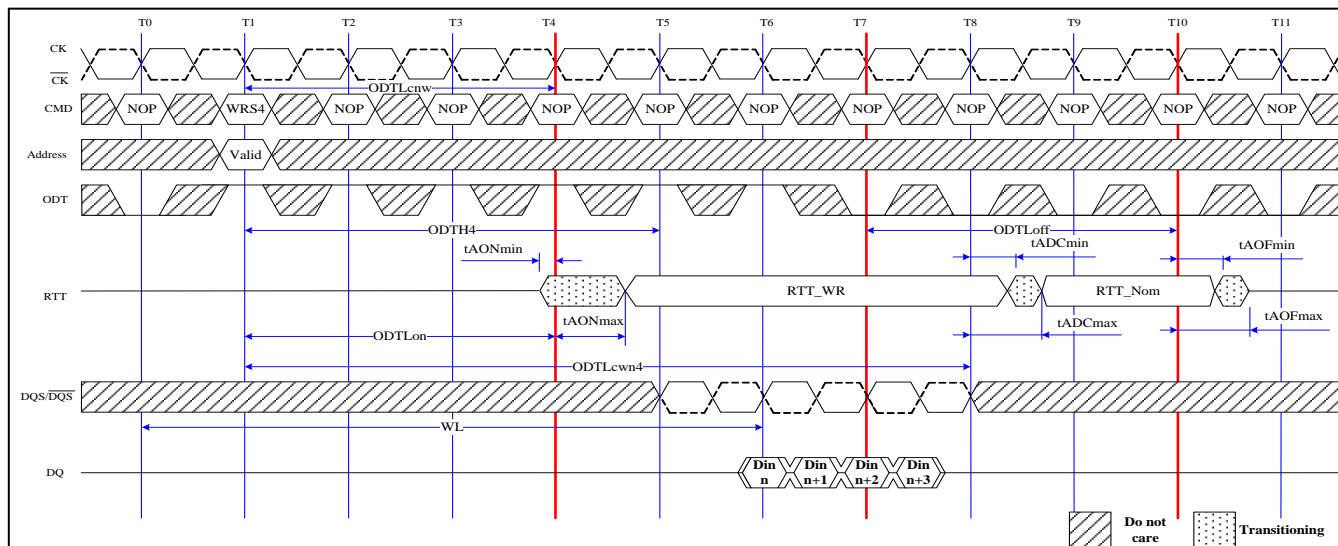 T0 T1 T2 T3 T4 T5 T6 T7 T8 T9 T10 T11
CK
CK
ODTLcnw
CMD NOP WRS4 NOP NOP NOP NOP NOP NOP NOP NOP NOP NOP
Address Valid
ODT
ODTH4 ODTLoff
tAONmin tADCmin tAOFmin
RTT RTT_WR RTT_Nom
tAONmax tADCmax tAOFmax
ODTLon
ODTLcwn4
DQS/DQS
WL
DQ Din n Din n+1 Din n+2 Din n+3
Do not care Transitioning